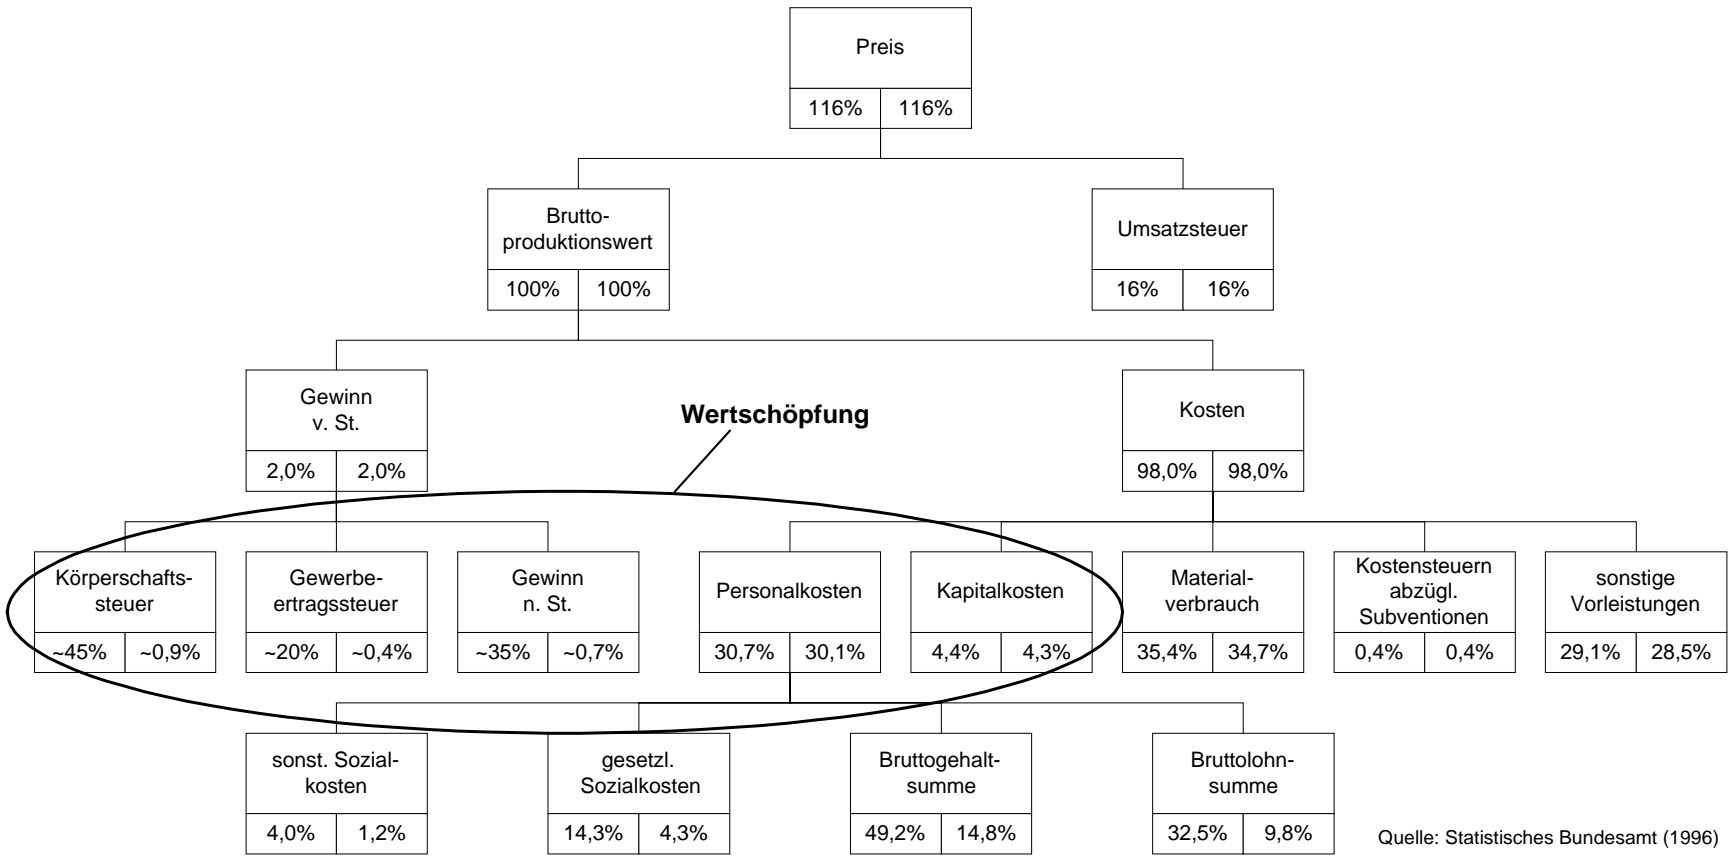 Preis
116% 116%
Brutto-
produktionswert
100% 100%
Umsatzsteuer
16% 16%
Gewinn
v. St.
2,0% 2,0%
Wertschöpfung
Kosten
98,0% 98,0%
Körperschafts-
steuer
~45% ~0,9%
Gewerbe-
ertragssteuer
~20% ~0,4%
Gewinn
n. St.
~35% ~0,7%
Personalkosten
30,7% 30,1%
Kapitalkosten
4,4% 4,3%
Material-
verbrauch
35,4% 34,7%
Kostensteuern
abzügl.
Subventionen
0,4% 0,4%
sonstige
Vorleistungen
29,1% 28,5%
sonst. Sozial-
kosten
4,0% 1,2%
gesetzl.
Sozialkosten
14,3% 4,3%
Bruttogehalt-
summe
49,2% 14,8%
Bruttolohn-
summe
32,5% 9,8%
Quelle: Statistisches Bundesamt (1996)